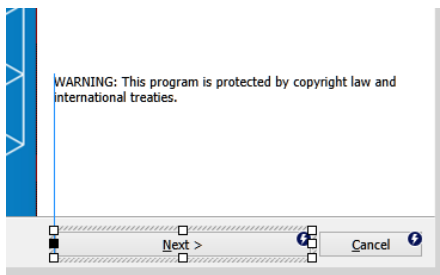 WARNING: This program is protected by copyright law and
international treaties.
Next >
Cancel